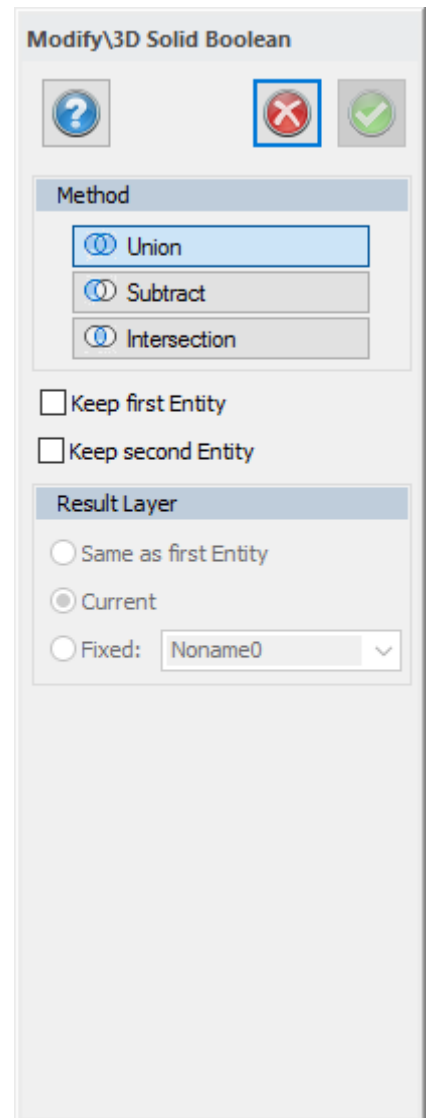 Modify\3D Solid Boolean
?
Method
Union
Subtract
Intersection
Keep first Entity
Keep second Entity
Result Layer
Same as first Entity
Current
Fixed: Noname0